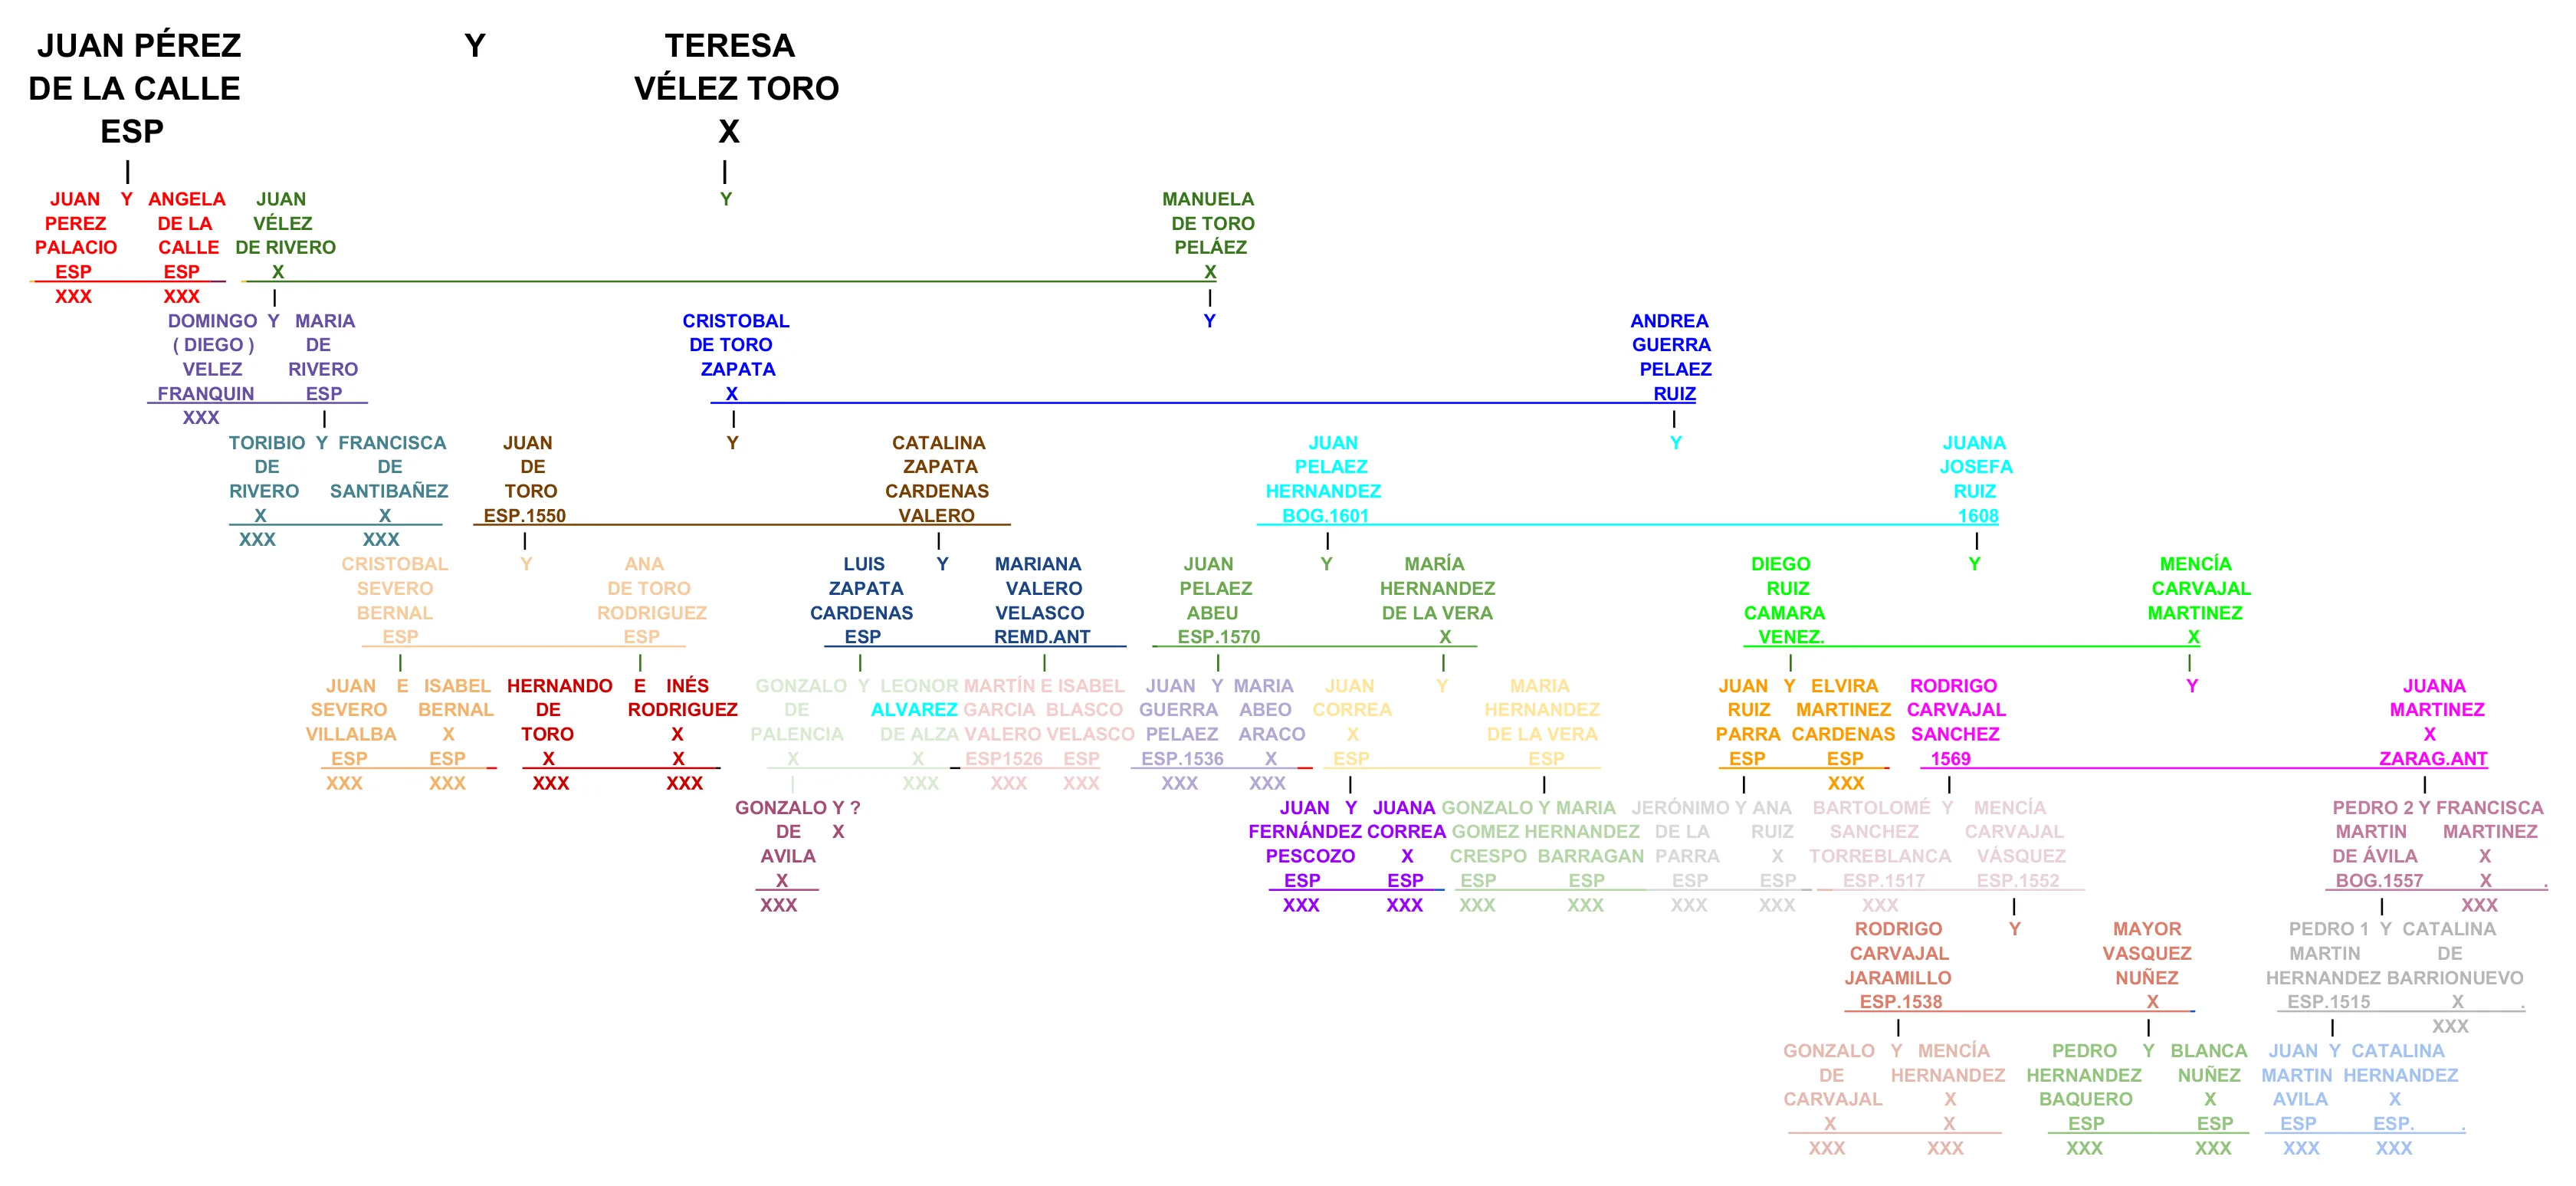 JUAN PÉREZ Y TERESA
DE LA CALLE VÉLEZ TORO
ESP X
| |
JUAN Y ANGELA JUAN Y MANUELA
PEREZ DE LA VÉLEZ DE TORO
PALACIO CALLE DE RIVERO PELÁEZ
ESP ESP X X
XXX XXX | |
DOMINGO Y MARIA CRISTOBAL Y ANDREA
( DIEGO ) DE DE TORO GUERRA
VELEZ RIVERO ZAPATA PELAEZ
FRANQUIN ESP X RUIZ
XXX | | |
TORIBIO Y FRANCISCA JUAN Y CATALINA JUAN Y JUANA
DE DE DE ZAPATA PELAEZ JOSEFA
RIVERO SANTIBAÑEZ TORO CARDENAS HERNANDEZ RUIZ
X X ESP.1550 VALERO BOG.1601 1608
XXX XXX | | | |
CRISTOBAL Y ANA LUIS Y MARIANA JUAN Y MARÍA DIEGO Y MENCÍA
SEVERO DE TORO ZAPATA VALERO PELAEZ HERNANDEZ RUIZ CARVAJAL
BERNAL RODRIGUEZ CARDENAS VELASCO ABEU DE LA VERA CAMARA MARTINEZ
ESP ESP ESP REMD.ANT ESP.1570 X VENEZ. X
| | | | | | | |
JUAN E ISABEL HERNANDO E INÉS GONZALO Y LEONOR MARTÍN E ISABEL JUAN Y MARIA JUAN Y MARIA JUAN Y ELVIRA RODRIGO Y JUANA
SEVERO BERNAL DE RODRIGUEZ DE ALVAREZ GARCIA BLASCO GUERRA ABEO CORREA HERNANDEZ RUIZ MARTINEZ CARVAJAL MARTINEZ
VILLALBA X TORO X PALENCIA DE ALZA VALERO VELASCO PELAEZ ARACO X DE LA VERA PARRA CARDENAS SANCHEZ X
ESP ESP X X X X ESP1526 ESP ESP.1536 X ESP ESP ESP ESP 1569 ZARAG.ANT
XXX XXX XXX XXX | XXX XXX XXX XXX XXX | | | XXX | |
GONZALO Y ? JUAN Y JUANA GONZALO Y MARIA JERÓNIMO Y ANA BARTOLOMÉ Y MENCÍA PEDRO 2 Y FRANCISCA
DE X FERNÁNDEZ CORREA GOMEZ HERNANDEZ DE LA RUIZ SANCHEZ CARVAJAL MARTIN MARTINEZ
AVILA PESCOZO X CRESPO BARRAGAN PARRA X TORREBLANCA VÁSQUEZ DE ÁVILA X
X ESP ESP ESP ESP ESP ESP ESP.1517 ESP.1552 BOG.1557 X .
XXX XXX XXX XXX XXX XXX XXX XXX | | XXX
RODRIGO Y MAYOR PEDRO 1 Y CATALINA
CARVAJAL VASQUEZ MARTIN DE
JARAMILLO NUÑEZ HERNANDEZ BARRIONUEVO
ESP.1538 X ESP.1515 X .
| | | XXX
GONZALO Y MENCÍA PEDRO Y BLANCA JUAN Y CATALINA
DE HERNANDEZ HERNANDEZ NUÑEZ MARTIN HERNANDEZ
CARVAJAL X BAQUERO X AVILA X
X X ESP ESP ESP ESP. .
XXX XXX XXX XXX XXX XXX